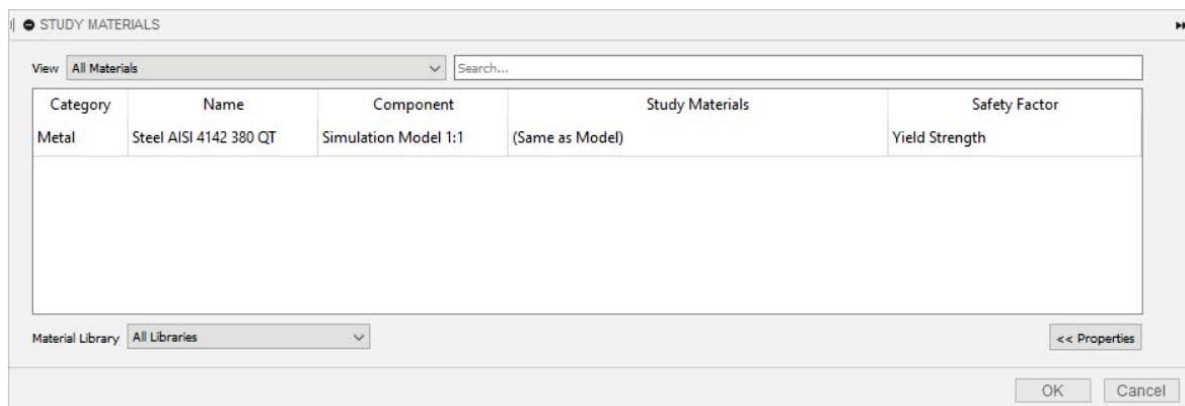 STUDY MATERIALS
View All Materials Search...
Category Name Component Study Materials Safety Factor
Metal Steel AISI 4142 380 QT Simulation Model 1:1 (Same as Model) Yield Strength
Material Library All Libraries << Properties
OK Cancel